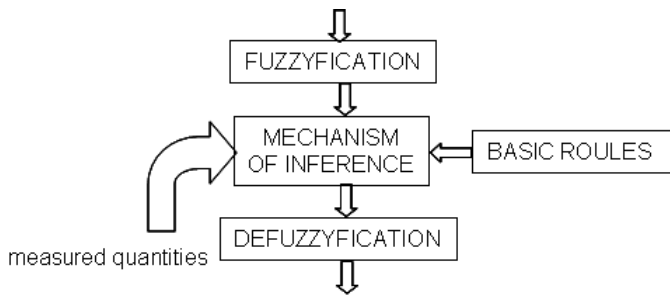 FUZZYFICATION
MECHANISM
OF INFERENCE
BASIC ROULES
DEFUZZYFICATION
measured quantities